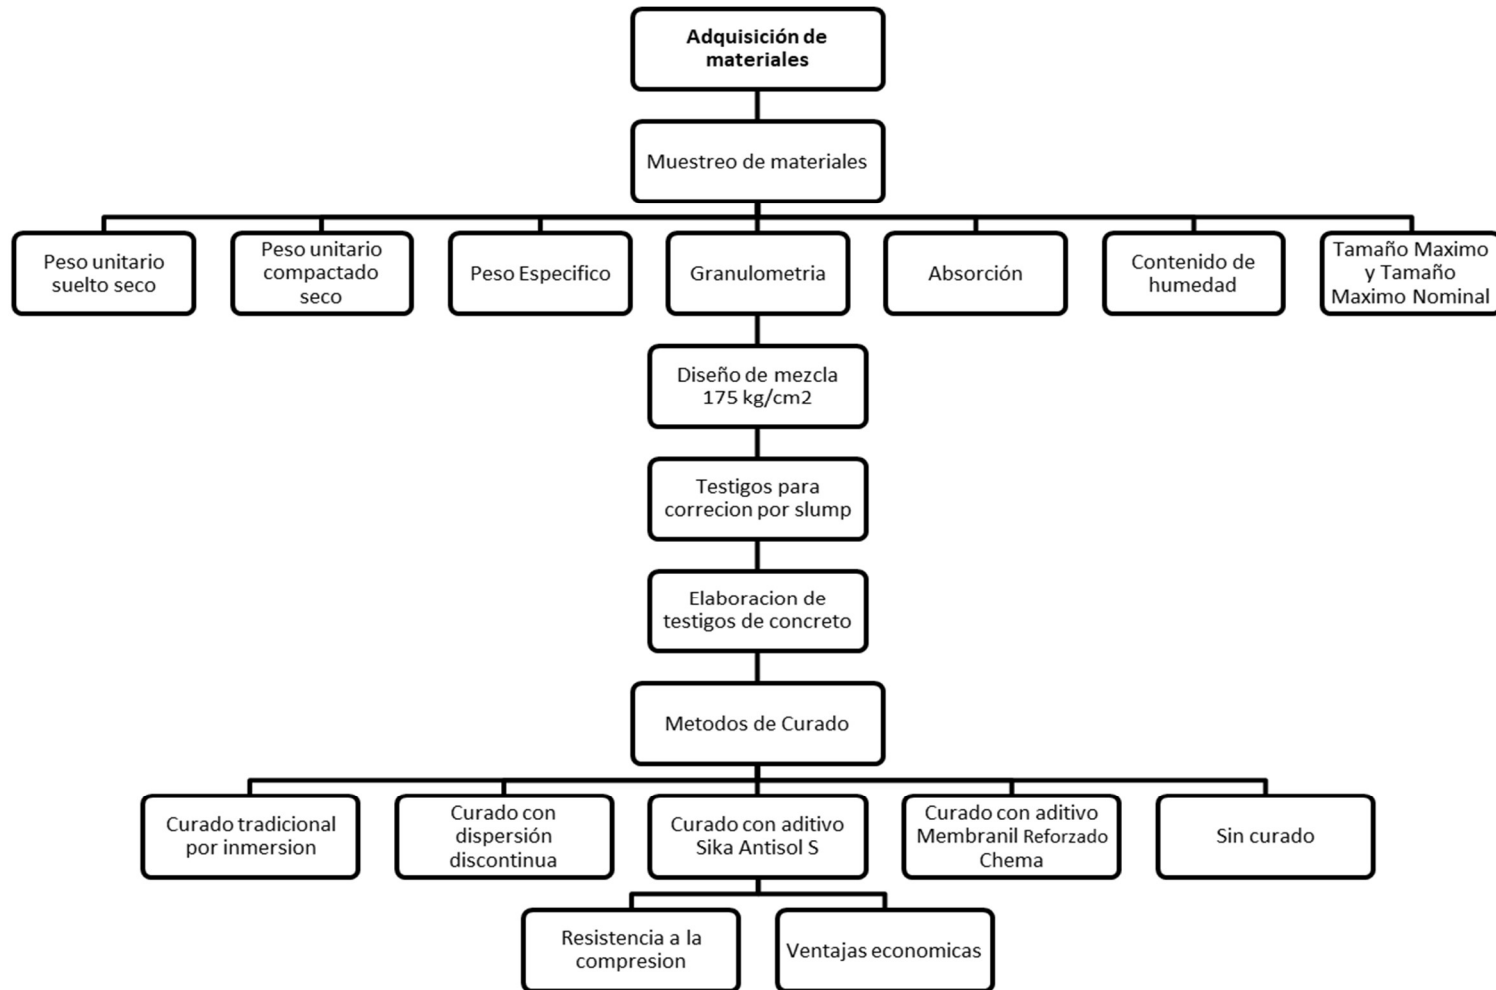 Adquisición de
materiales
Muestreo de materiales
Peso unitario
suelto seco
Peso unitario
compactado
seco
Peso Especifico
Granulometria
Absorción
Contenido de
humedad
Tamaño Maximo
y Tamaño
Maximo Nominal
Diseño de mezcla
175 kg/cm2
Testigos para
correcion por slump
Elaboracion de
testigos de concreto
Metodos de Curado
Curado tradicional
por inmersion
Curado con
dispersión
discontinua
Curado con aditivo
Sika Antisol S
Curado con aditivo
Membranil Reforzado
Chema
Sin curado
Resistencia a la
compresion
Ventajas economicas